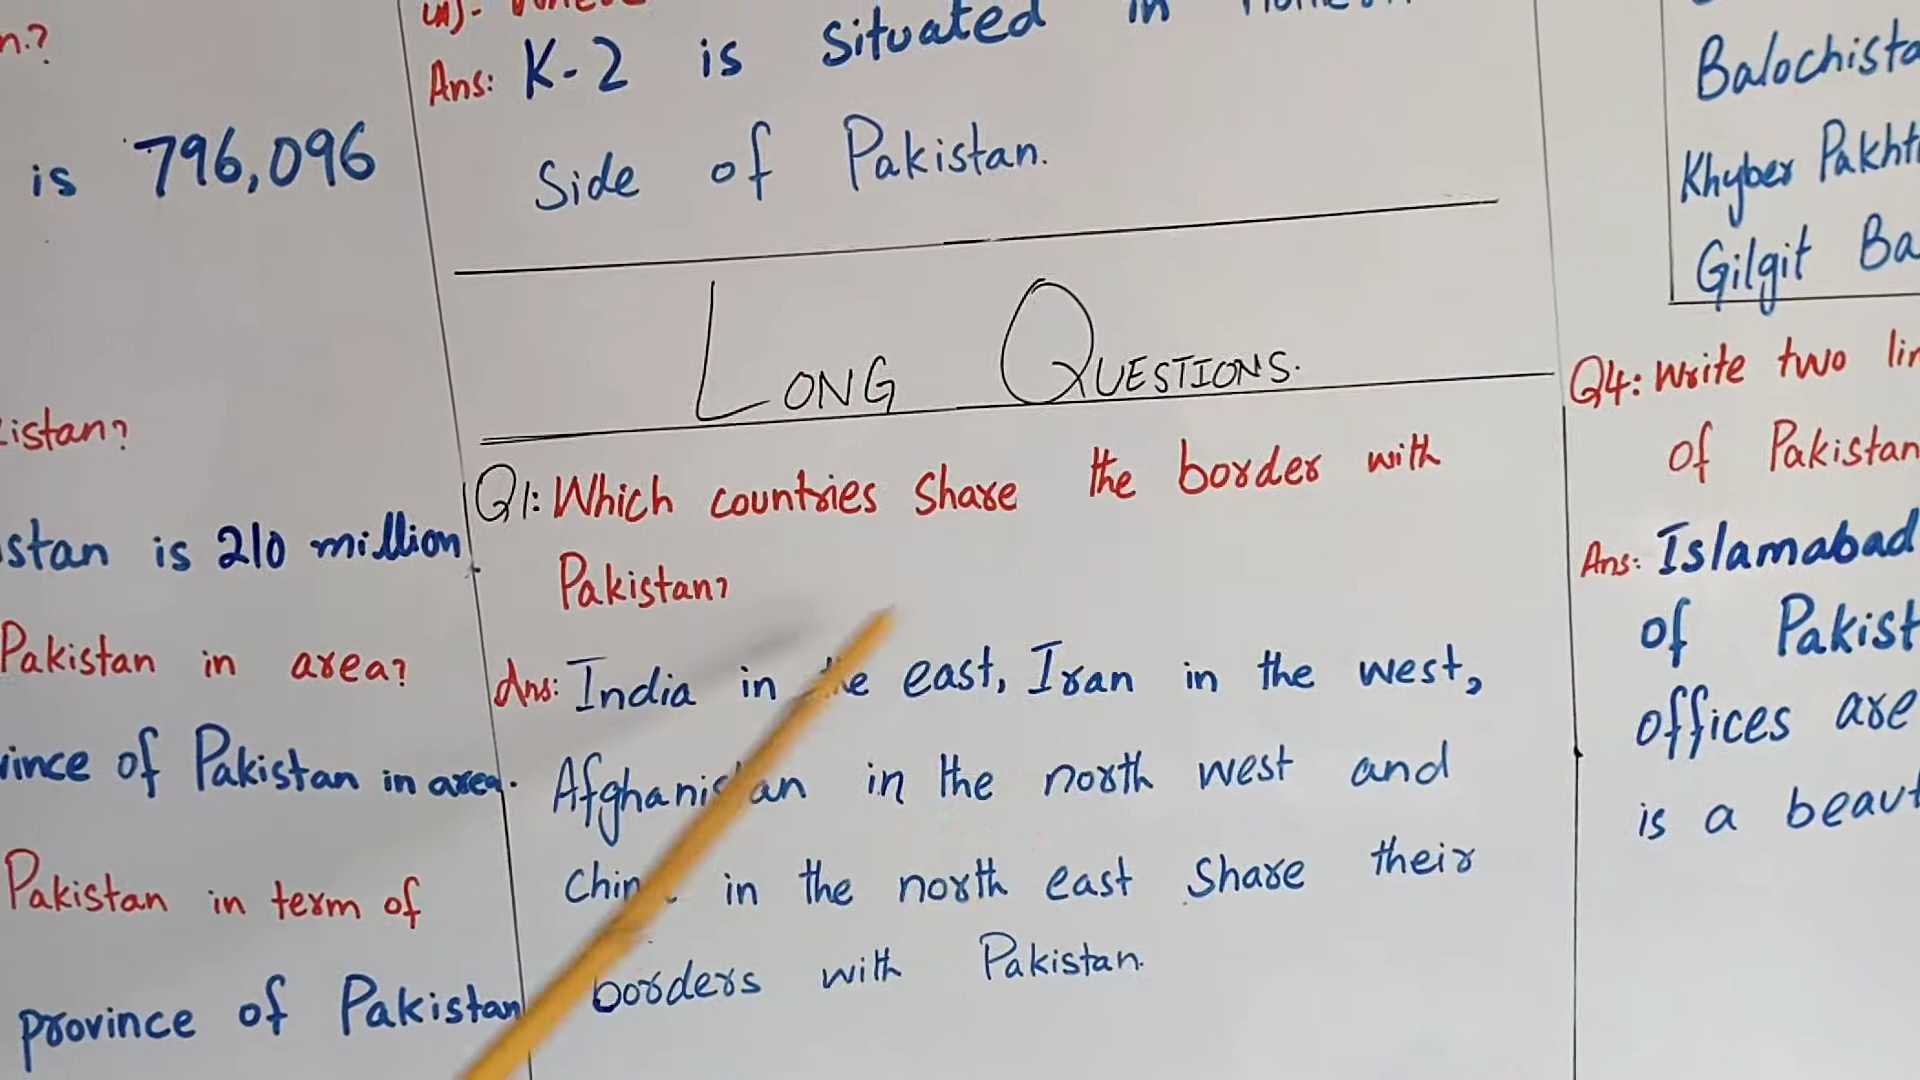 n.?
is 796,096
istan?
stan is 210 million
Pakistan in area?
vince of Pakistan in area.
Pakistan in term of
province of Pakistan
Ans: K-2 is situated in
Side of Pakistan.
LONG QUESTIONS.
Q1: Which countries Share the border with
Pakistan?
Ans: India in the east, Iran in the west,
Afghanistan in the north west and
China in the north east Share their
borders with Pakistan.
Balochista
Khyber Pakht
Gilgit Ba
Q4: Write two lin
of Pakistan
Ans: Islamabad
of Pakist
offices are
is a beaut